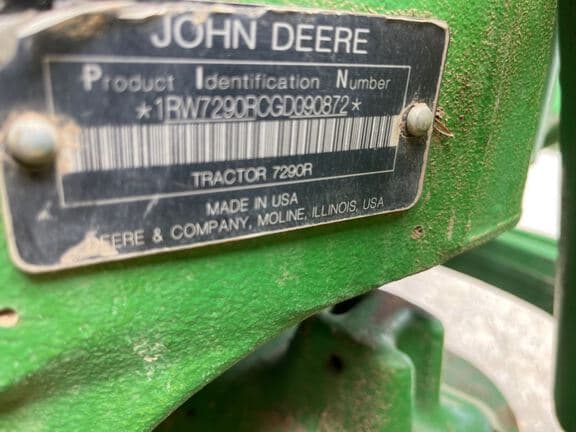 JOHN DEERE
Product Identification Number
*1RW7290RCGD090872*
TRACTOR 7290R
MADE IN USA
DEERE & COMPANY, MOLINE, ILLINOIS, USA